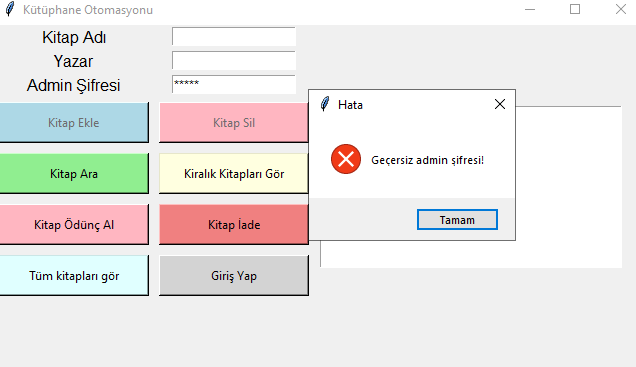 Kütüphane Otomasyonu
Kitap Adı
Yazar
Admin Şifresi
*****
Kitap Ekle
Kitap Sil
Kitap Ara
Kiralık Kitapları Gör
Kitap Ödünç Al
Kitap İade
Tüm kitapları gör
Giriş Yap
Hata
Geçersiz admin şifresi!
Tamam